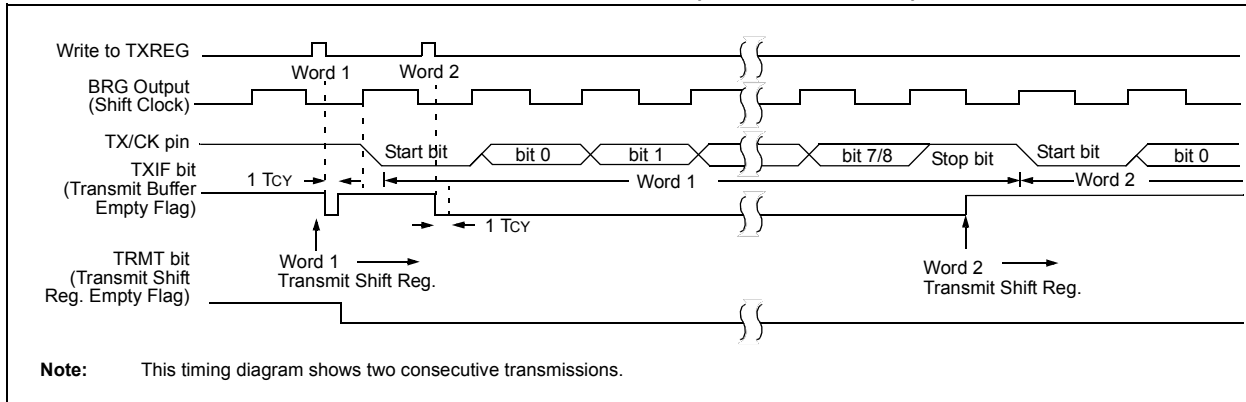 Write to TXREG
Word 1 Word 2
BRG Output
(Shift Clock)
TX/CK pin
Start bit bit 0 bit 1 bit 7/8 Stop bit Start bit bit 0
TXIF bit
(Transmit Buffer
Empty Flag)
1 TCY
Word 1 Word 2
1 TCY
TRMT bit
(Transmit Shift
Reg. Empty Flag)
Word 1
Transmit Shift Reg.
Word 2
Transmit Shift Reg.
Note: This timing diagram shows two consecutive transmissions.